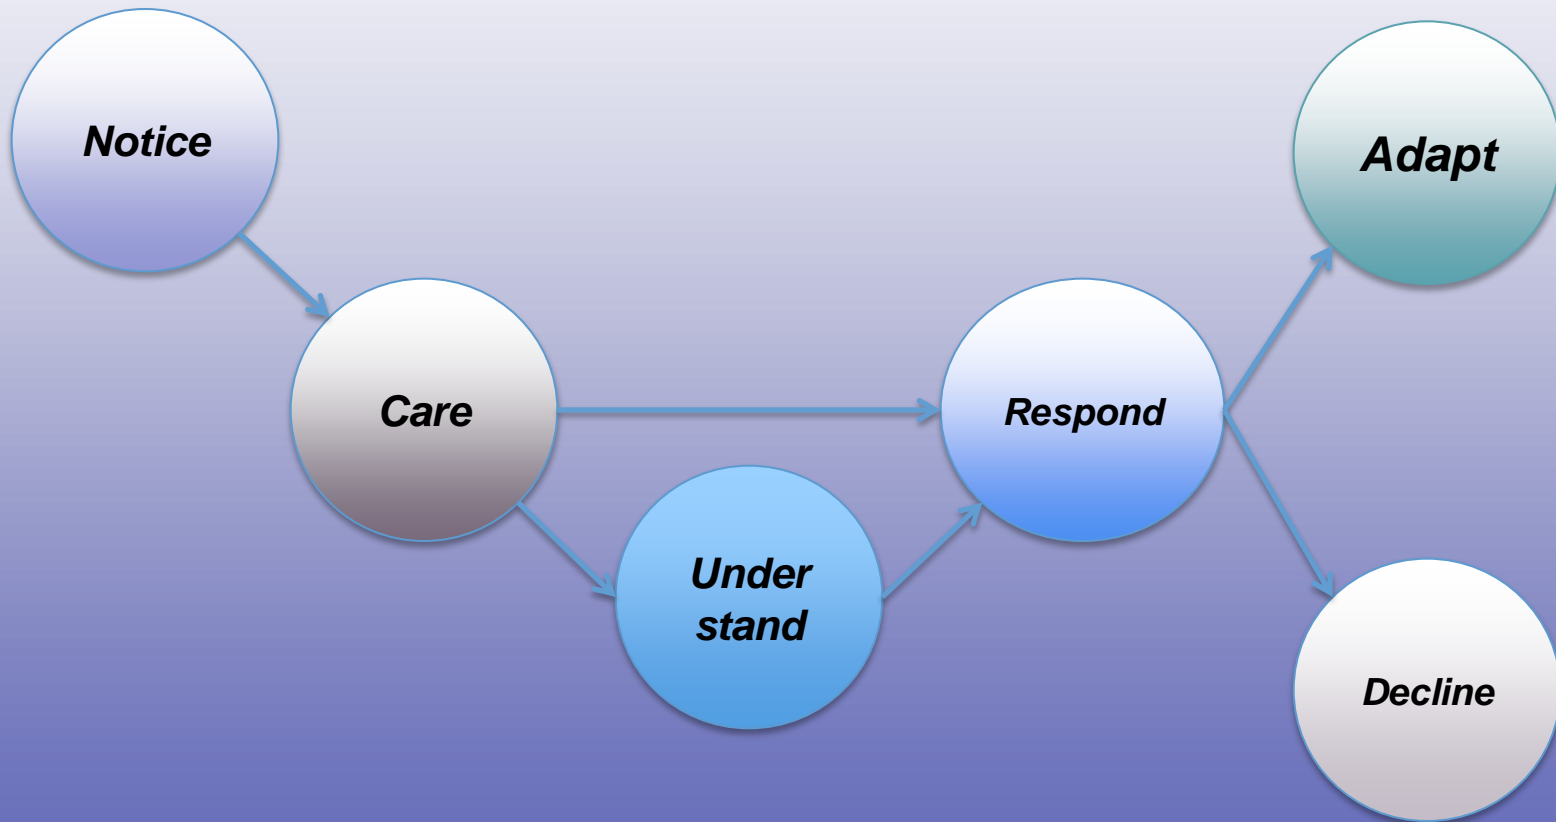 Notice
Adapt
Care
Respond
Under
stand
Decline